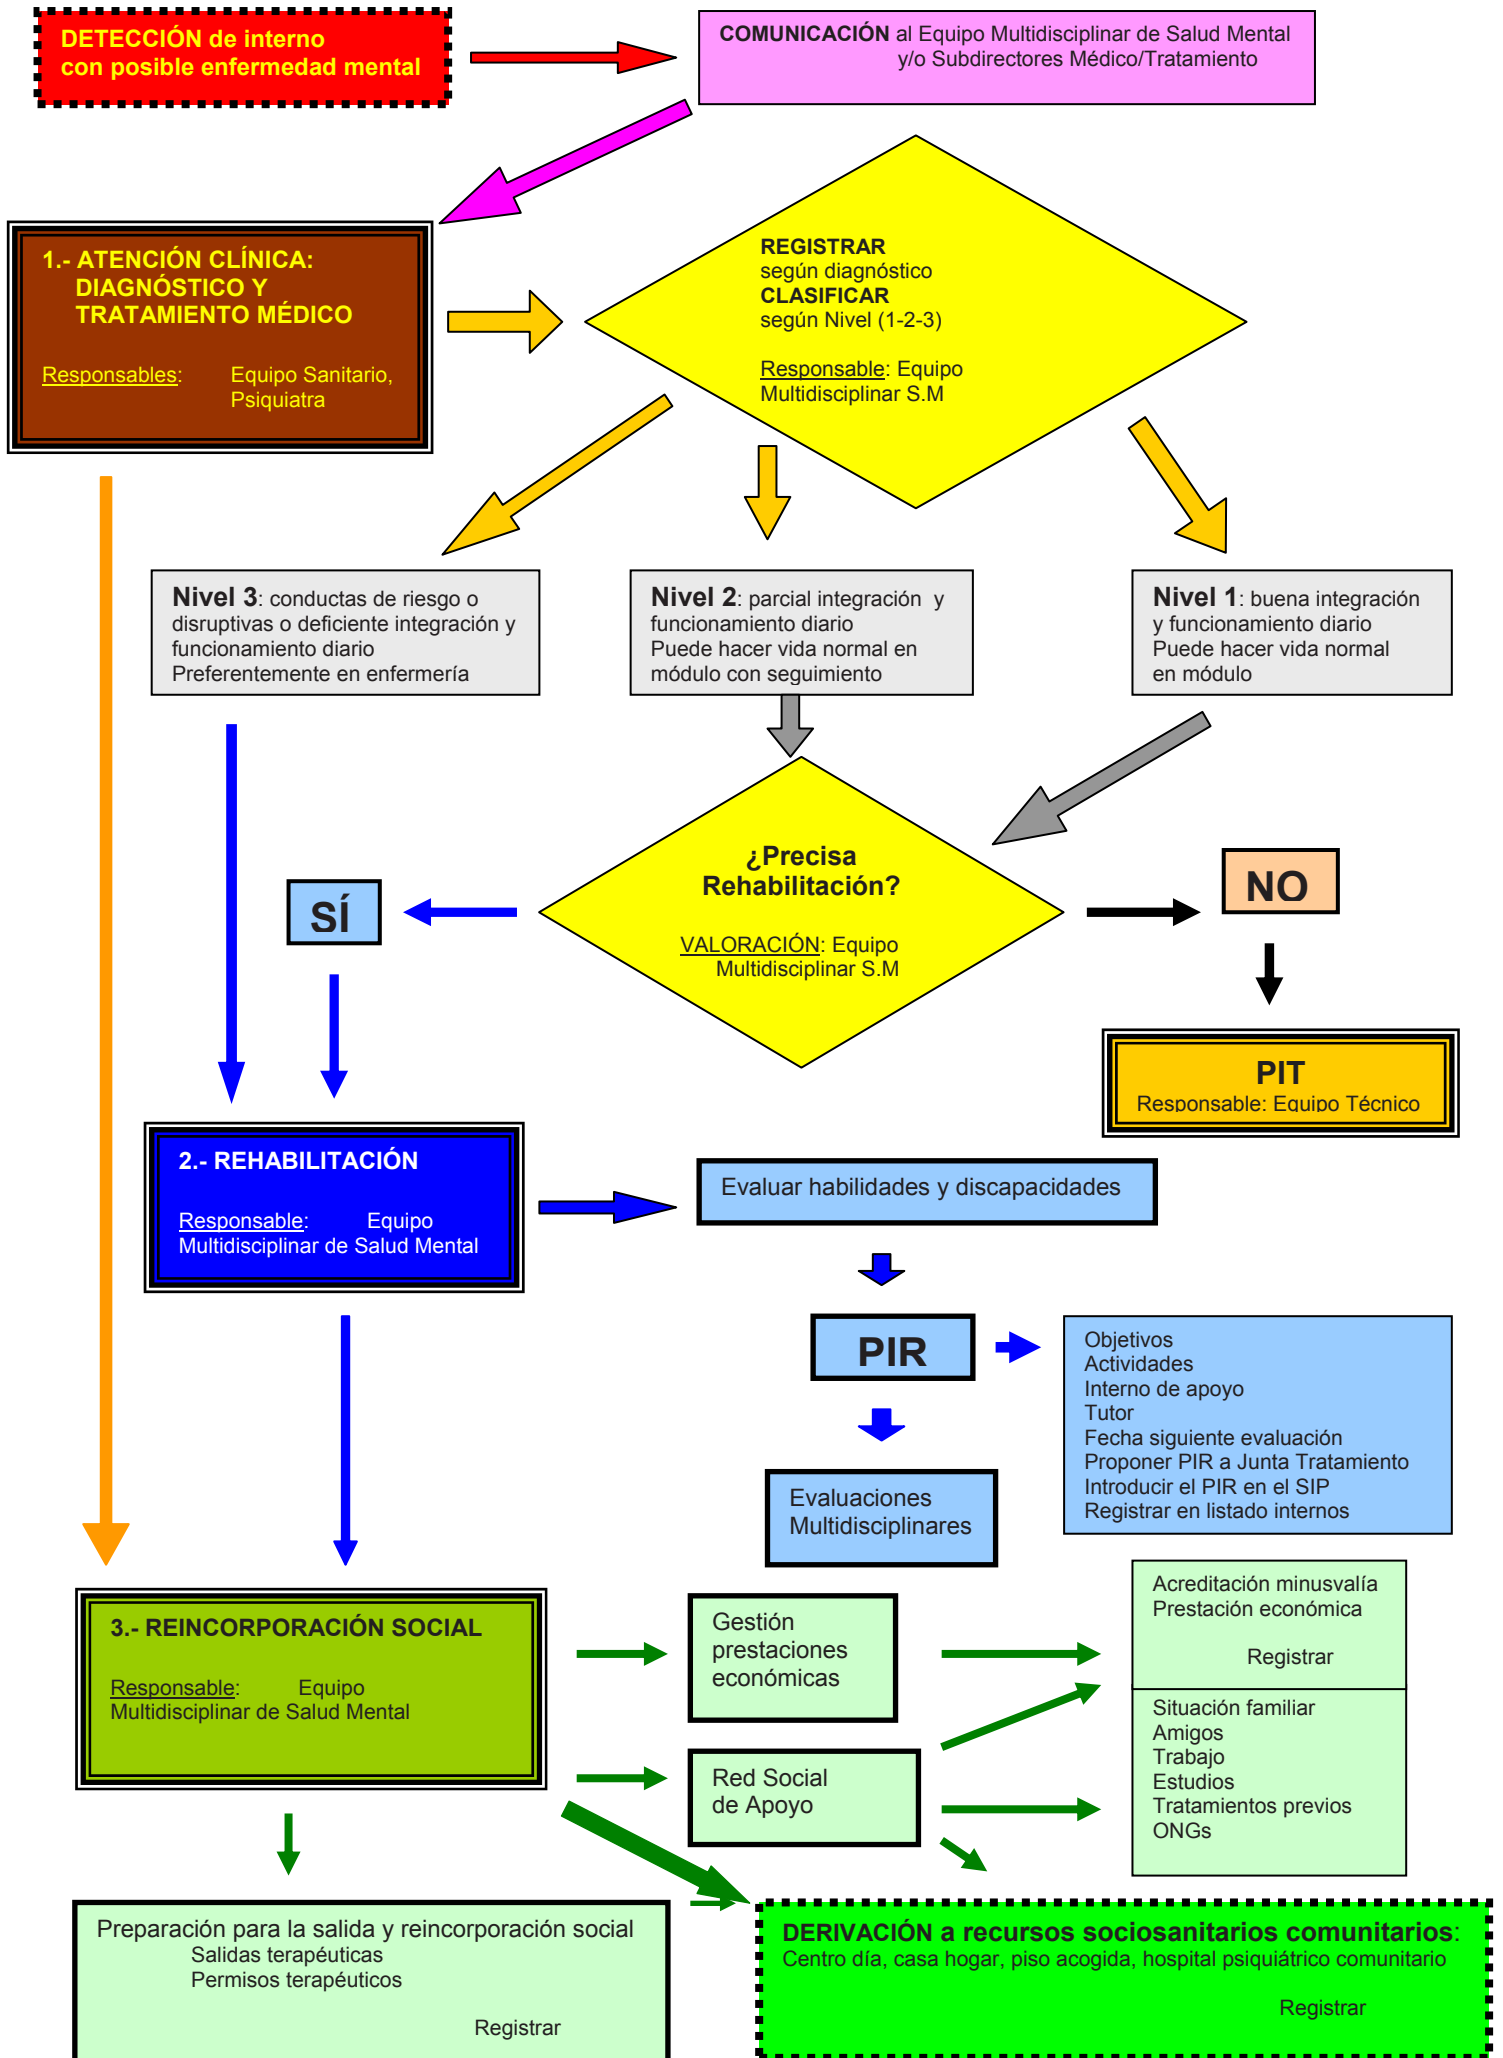 DETECCIÓN de interno
con posible enfermedad mental
COMUNICACIÓN al Equipo Multidisciplinar de Salud Mental
y/o Subdirectores Médico/Tratamiento
1.- ATENCIÓN CLÍNICA:
DIAGNÓSTICO Y
TRATAMIENTO MÉDICO
Responsables: Equipo Sanitario,
Psiquiatra
REGISTRAR
según diagnóstico
CLASIFICAR
según Nivel (1-2-3)
Responsable: Equipo
Multidisciplinar S.M
Nivel 3: conductas de riesgo o
disruptivas o deficiente integración y
funcionamiento diario
Preferentemente en enfermería
Nivel 2: parcial integración y
funcionamiento diario
Puede hacer vida normal en
módulo con seguimiento
Nivel 1: buena integración
y funcionamiento diario
Puede hacer vida normal
en módulo
¿Precisa
Rehabilitación?
VALORACIÓN: Equipo
Multidisciplinar S.M
SÍ
NO
PIT
Responsable: Equipo Técnico
2.- REHABILITACIÓN
Responsable: Equipo
Multidisciplinar de Salud Mental
Evaluar habilidades y discapacidades
PIR
Objetivos
Actividades
Interno de apoyo
Tutor
Fecha siguiente evaluación
Proponer PIR a Junta Tratamiento
Introducir el PIR en el SIP
Registrar en listado internos
Evaluaciones
Multidisciplinares
3.- REINCORPORACIÓN SOCIAL
Responsable: Equipo
Multidisciplinar de Salud Mental
Gestión
prestaciones
económicas
Acreditación minusvalía
Prestación económica
Registrar
Red Social
de Apoyo
Situación familiar
Amigos
Trabajo
Estudios
Tratamientos previos
ONGs
Preparación para la salida y reincorporación social
Salidas terapéuticas
Permisos terapéuticos
Registrar
DERIVACIÓN a recursos sociosanitarios comunitarios:
Centro día, casa hogar, piso acogida, hospital psiquiátrico comunitario
Registrar